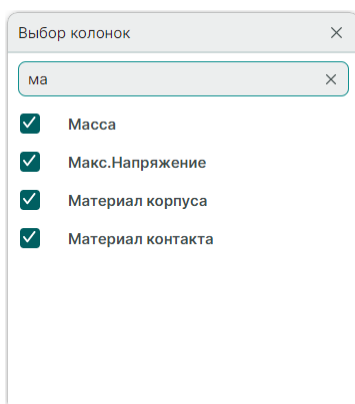 Выбор колонок
ма
Масса
Макс.Напряжение
Материал корпуса
Материал контакта